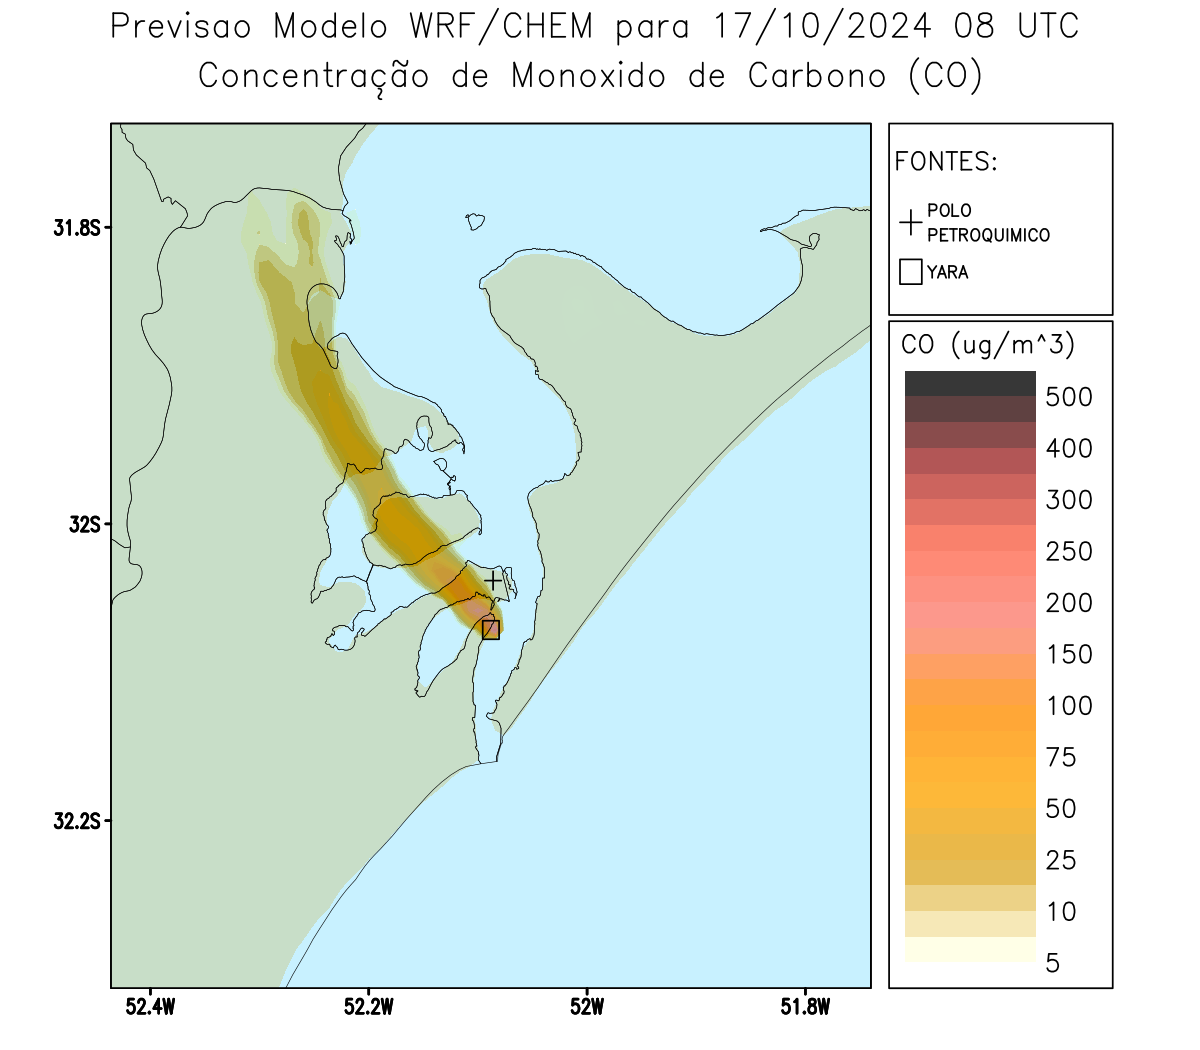 Previsao Modelo WRF/CHEM para 17/10/2024 08 UTC
Concentração de Monoxido de Carbono (CO)
FONTES:
POLO
PETROQUIMICO
YARA
CO (ug/m^3)
500
400
300
250
200
150
100
75
50
25
10
5
31.8S
32S
32.2S
52.4W
52.2W
52W
51.8W